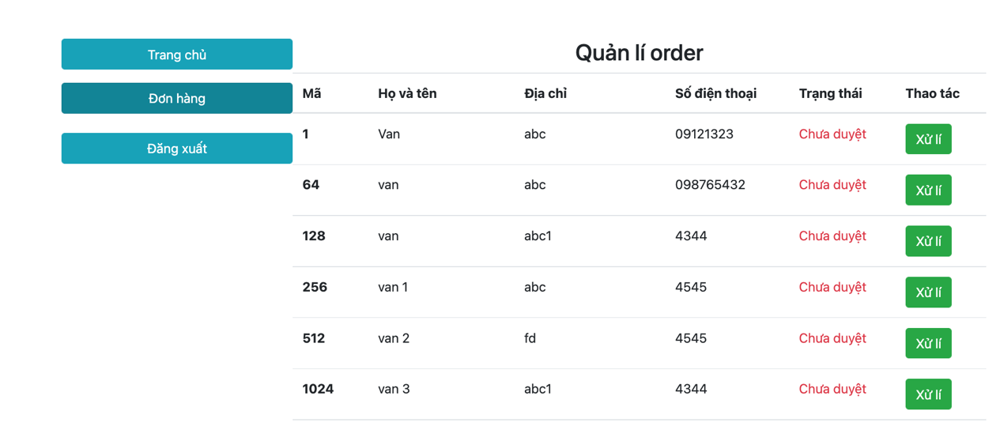 Trang chủ
Đơn hàng
Đăng xuất
Quản lí order
Mã Họ và tên Địa chỉ Số điện thoại Trạng thái Thao tác
1 Van abc 09121323 Chưa duyệt Xử lí
64 van abc 098765432 Chưa duyệt Xử lí
128 van abc1 4344 Chưa duyệt Xử lí
256 van 1 abc 4545 Chưa duyệt Xử lí
512 van 2 fd 4545 Chưa duyệt Xử lí
1024 van 3 abc1 4344 Chưa duyệt Xử lí